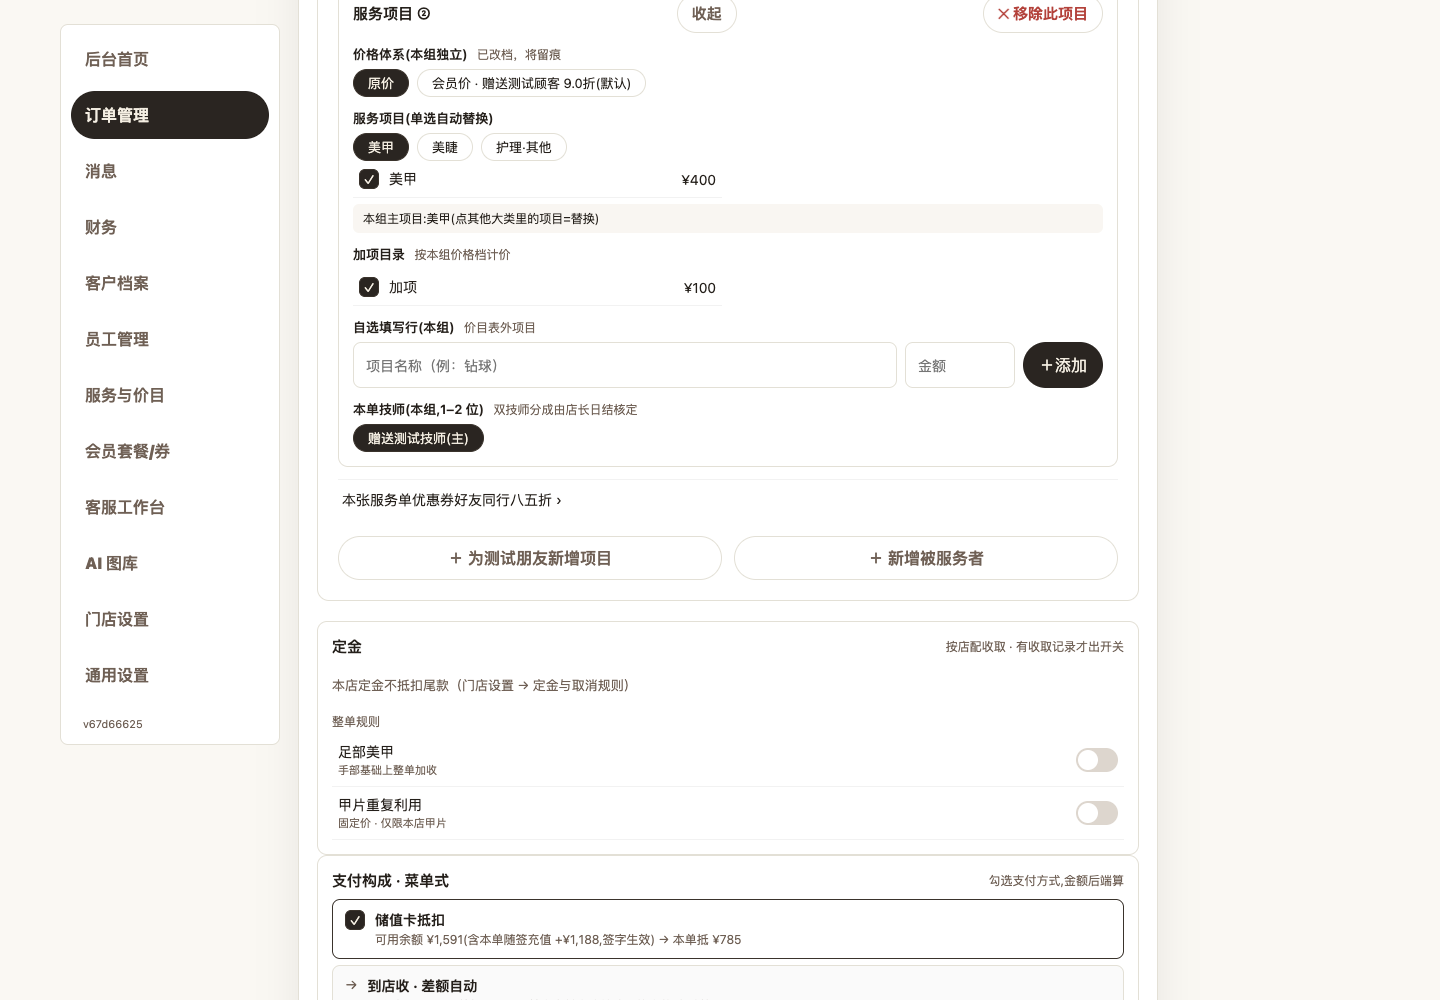 后台首页
订单管理
消息
财务
客户档案
员工管理
服务与价目
会员套餐/券
客服工作台
AI 图库
门店设置
通用设置
v67d66625
服务项目 ② 收起 × 移除此项目
价格体系(本组独立) 已改档，将留痕
原价 会员价 · 赠送测试顾客 9.0折(默认)
服务项目(单选自动替换)
美甲 美睫 护理·其他
美甲 ¥400
本组主项目:美甲(点其他大类里的项目=替换)
加项目录 按本组价格档计价
加项 ¥100
自选填写行(本组) 价目表外项目
项目名称（例：钻球） 金额 +添加
本单技师(本组,1–2 位) 双技师分成由店长日结核定
赠送测试技师(主)
本张服务单优惠券好友同行八五折 ›
+ 为测试朋友新增项目 + 新增被服务者
定金 按店配收取 · 有收取记录才出开关
本店定金不抵扣尾款（门店设置 → 定金与取消规则）
整单规则
足部美甲
手部基础上整单加收
甲片重复利用
固定价 · 仅限本店甲片
支付构成 · 菜单式 勾选支付方式,金额后端算
储值卡抵扣
可用余额 ¥1,591(含本单随签充值 +¥1,188,签字生效) → 本单抵 ¥785
→ 到店收 · 差额自动